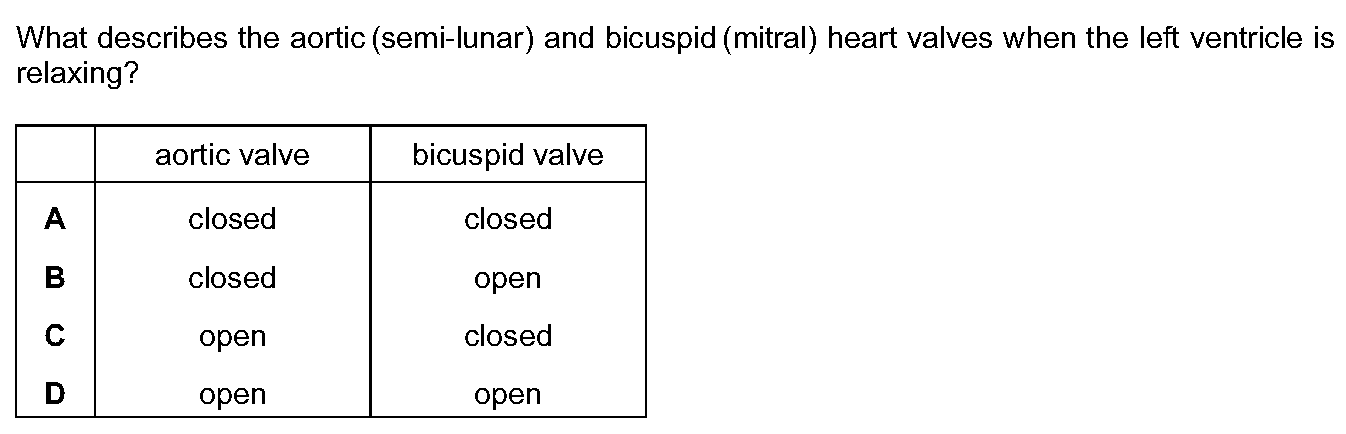 What describes the aortic (semi-lunar) and bicuspid (mitral) heart valves when the left ventricle is
relaxing?
aortic valve bicuspid valve
A closed closed
B closed open
C open closed
D open open